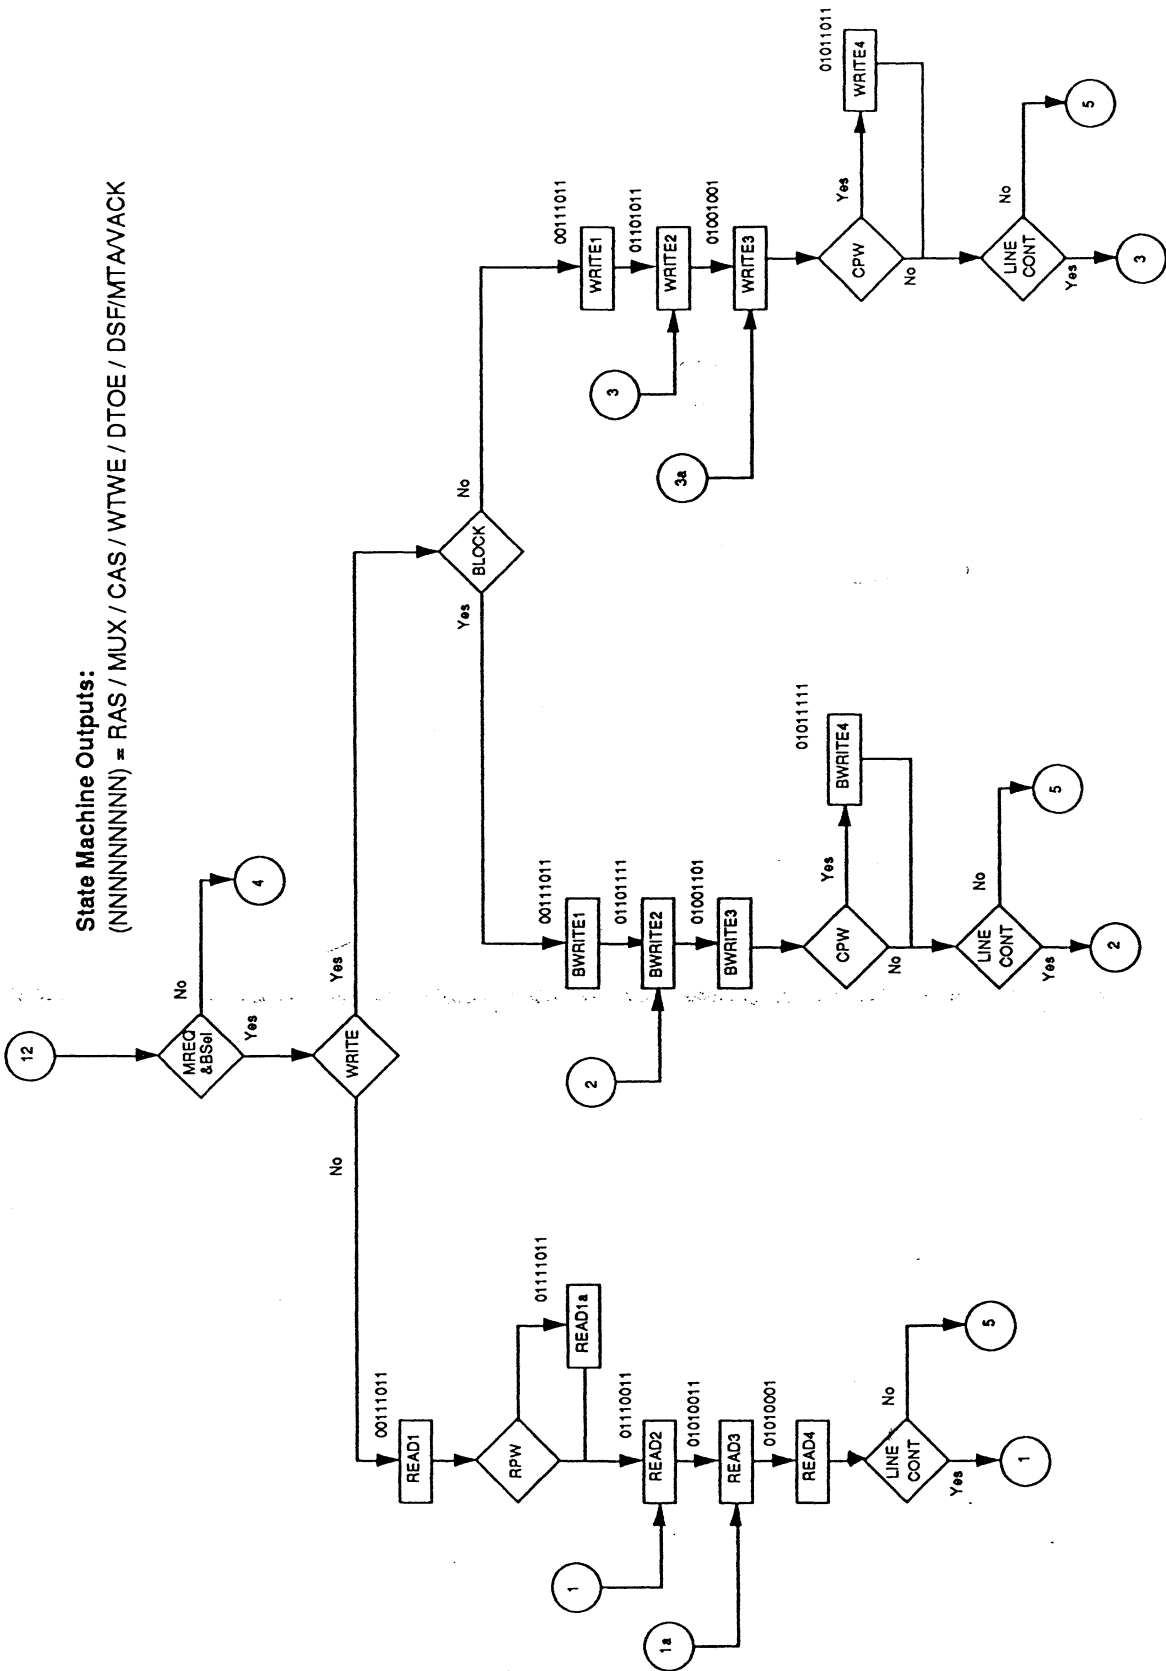 State Machine Outputs:
(NNNNNNNN) = RAS / MUX / CAS / WTWE / DTOE / DSF/MTA/VACK
12
MREQ
&BSel
No
4
Yes
WRITE
No
Yes
BLOCK
Yes
No
00111011
READ1
RPW
01111011
READ1a
1
01110011
READ2
1a
01010011
READ3
01010001
READ4
LINE
CONT
No
5
Yes
1
00111011
BWRITE1
2
01101111
BWRITE2
01001101
BWRITE3
CPW
Yes
01011111
BWRITE4
No
LINE
CONT
No
5
Yes
2
00111011
WRITE1
3
01101011
WRITE2
3a
01001001
WRITE3
CPW
Yes
01011011
WRITE4
No
LINE
CONT
No
5
Yes
3